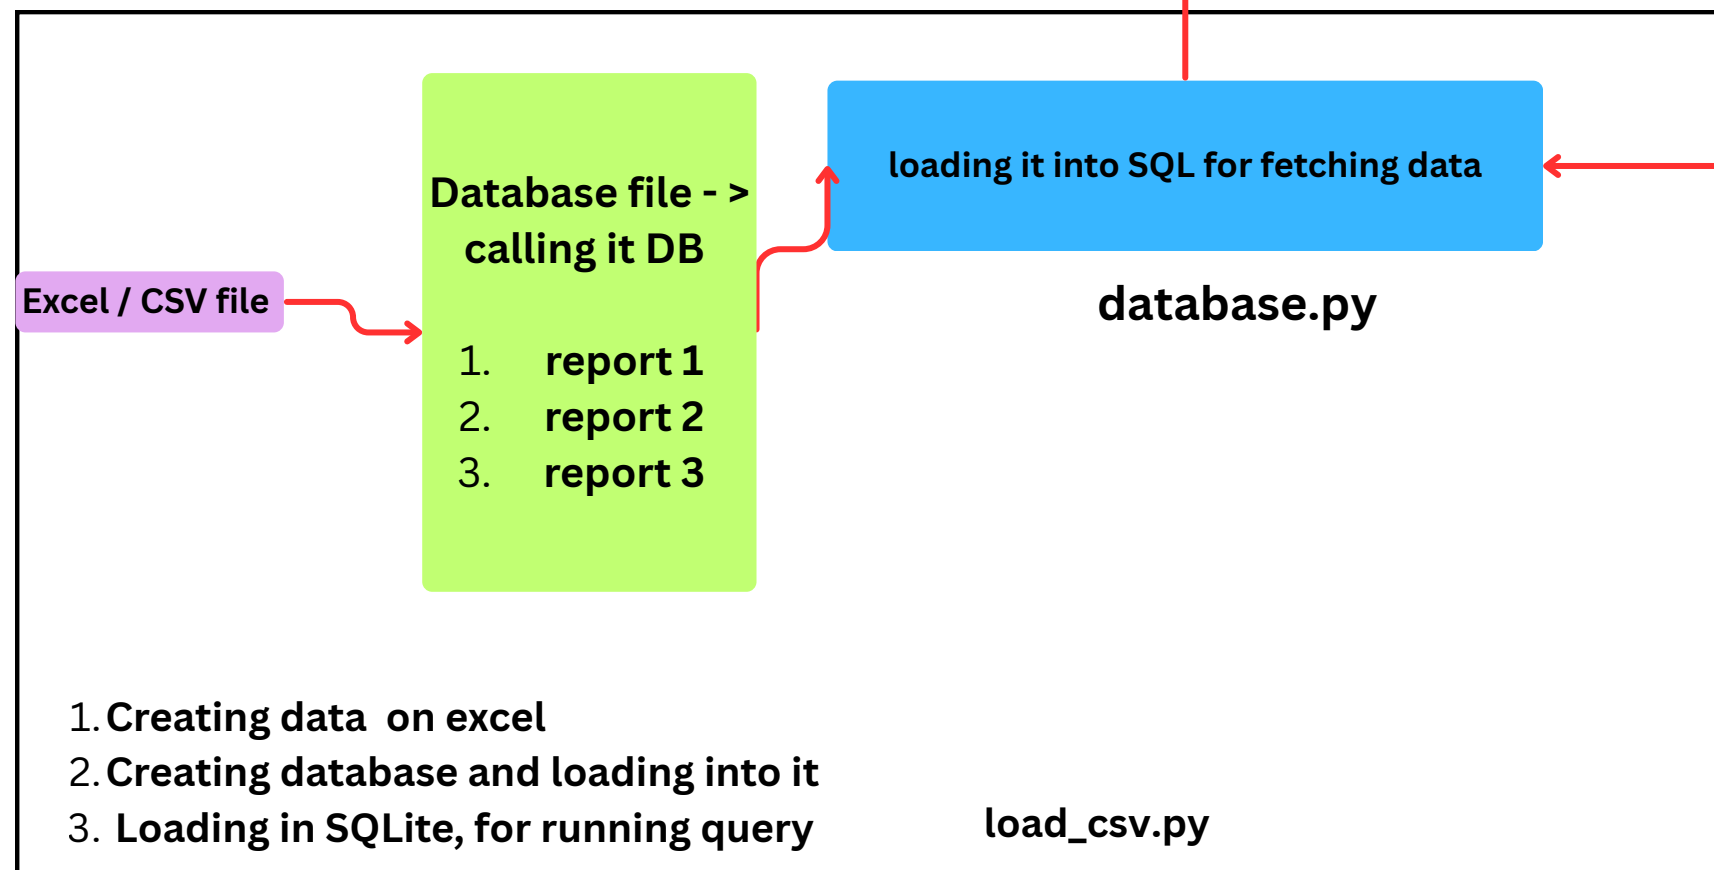 Database file - >
calling it DB
1. report 1
2. report 2
3. report 3
loading it into SQL for fetching data
Excel / CSV file
database.py
1. Creating data  on excel
2. Creating database and loading into it
3. Loading in SQLite, for running query
load_csv.py